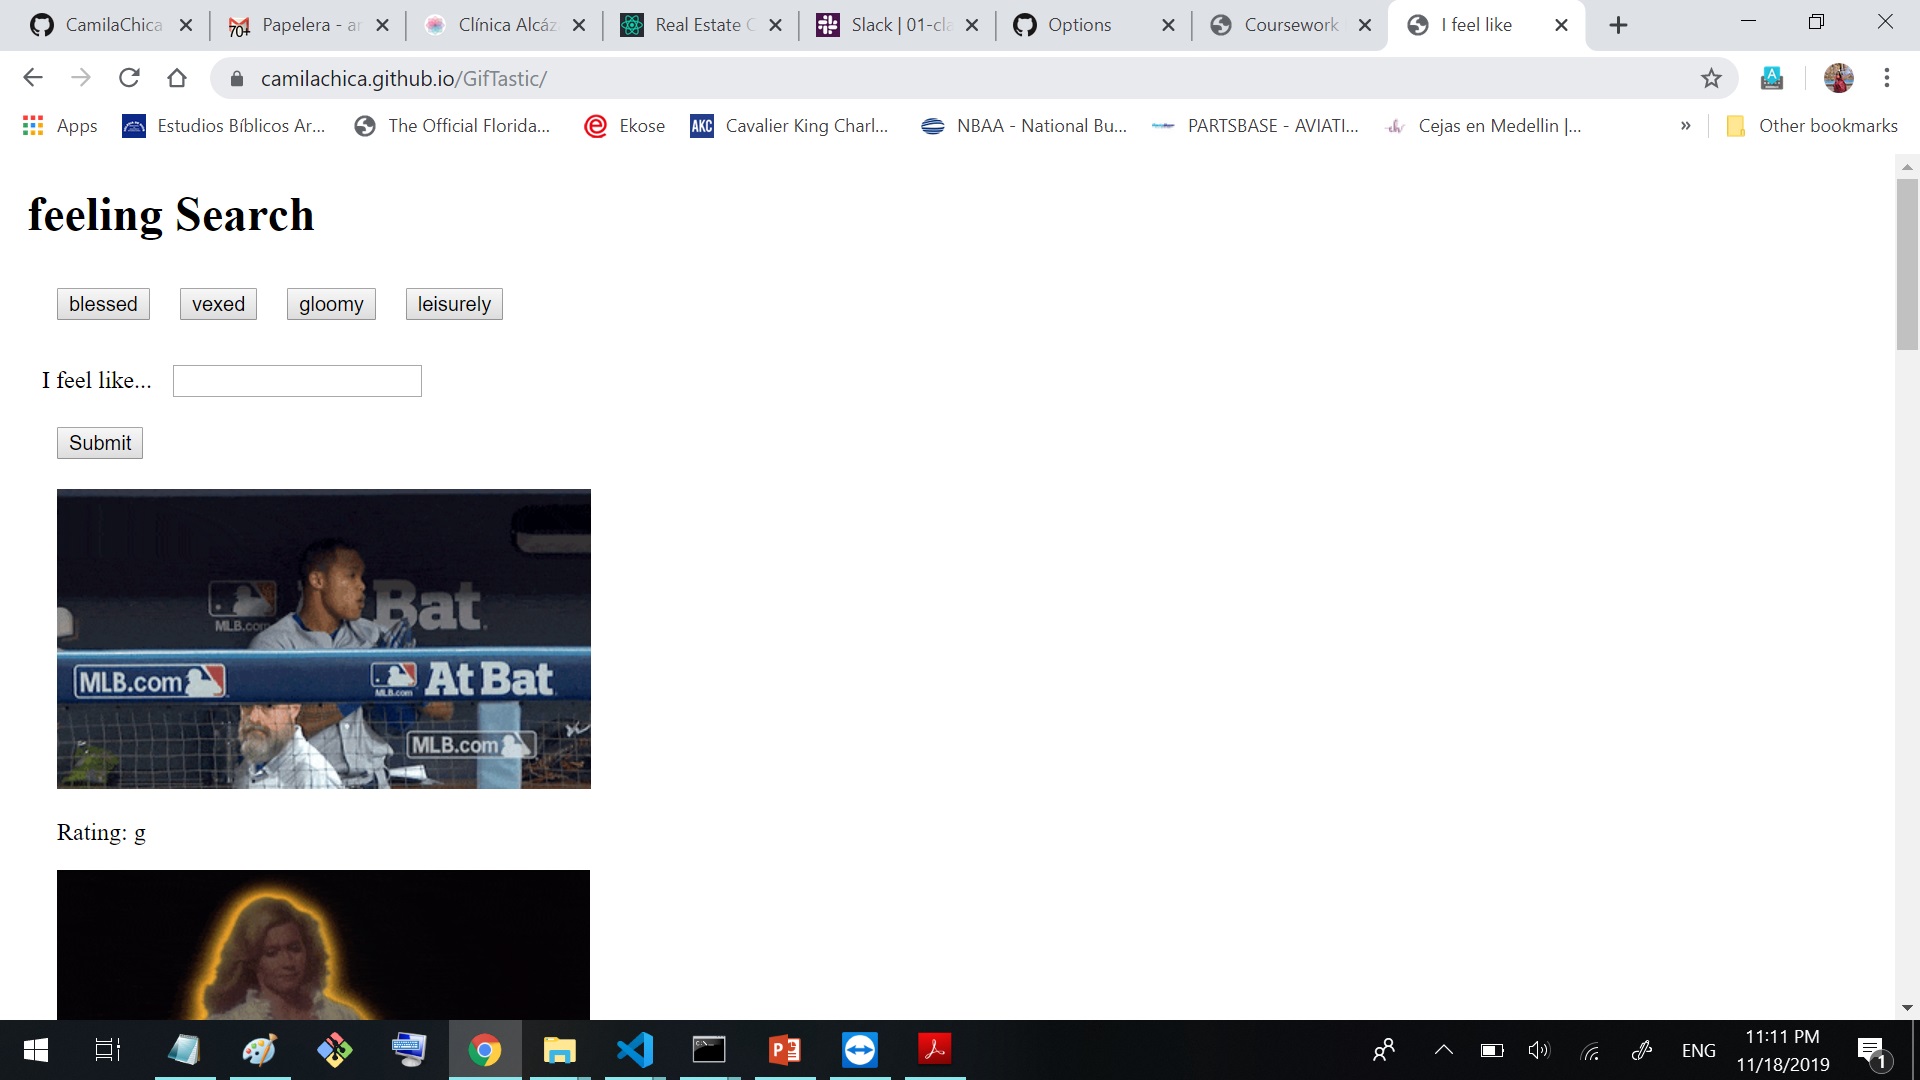 CamilaChica
Papelera - ar
Clínica Alcáz
Real Estate C
Slack | 01-cla
Options
Coursework
I feel like
camilachica.github.io/GifTastic/
Apps
Estudios Bíblicos Ar...
The Official Florida...
Ekose
AKC
Cavalier King Charl...
NBAA - National Bu...
PARTSBASE - AVIATI...
Cejas en Medellin |...
»
Other bookmarks
feeling Search
blessed vexed gloomy leisurely
I feel like...
Submit
MLB.com
Bat
MLB.com
MLB.com
At Bat
MLB.com
Rating: g
ENG
11:11 PM
11/18/2019
1